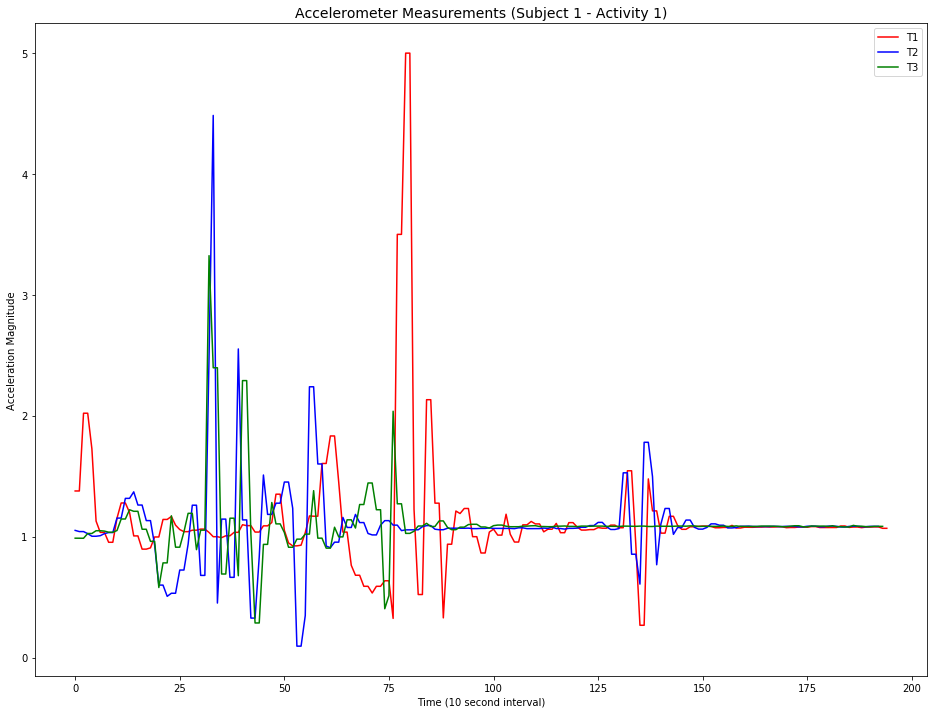 Accelerometer Measurements (Subject 1 - Activity 1)
T1
T2
T3
5
4
3
2
1
0
Acceleration Magnitude
0 25 50 75 100 125 150 175 200
Time (10 second interval)